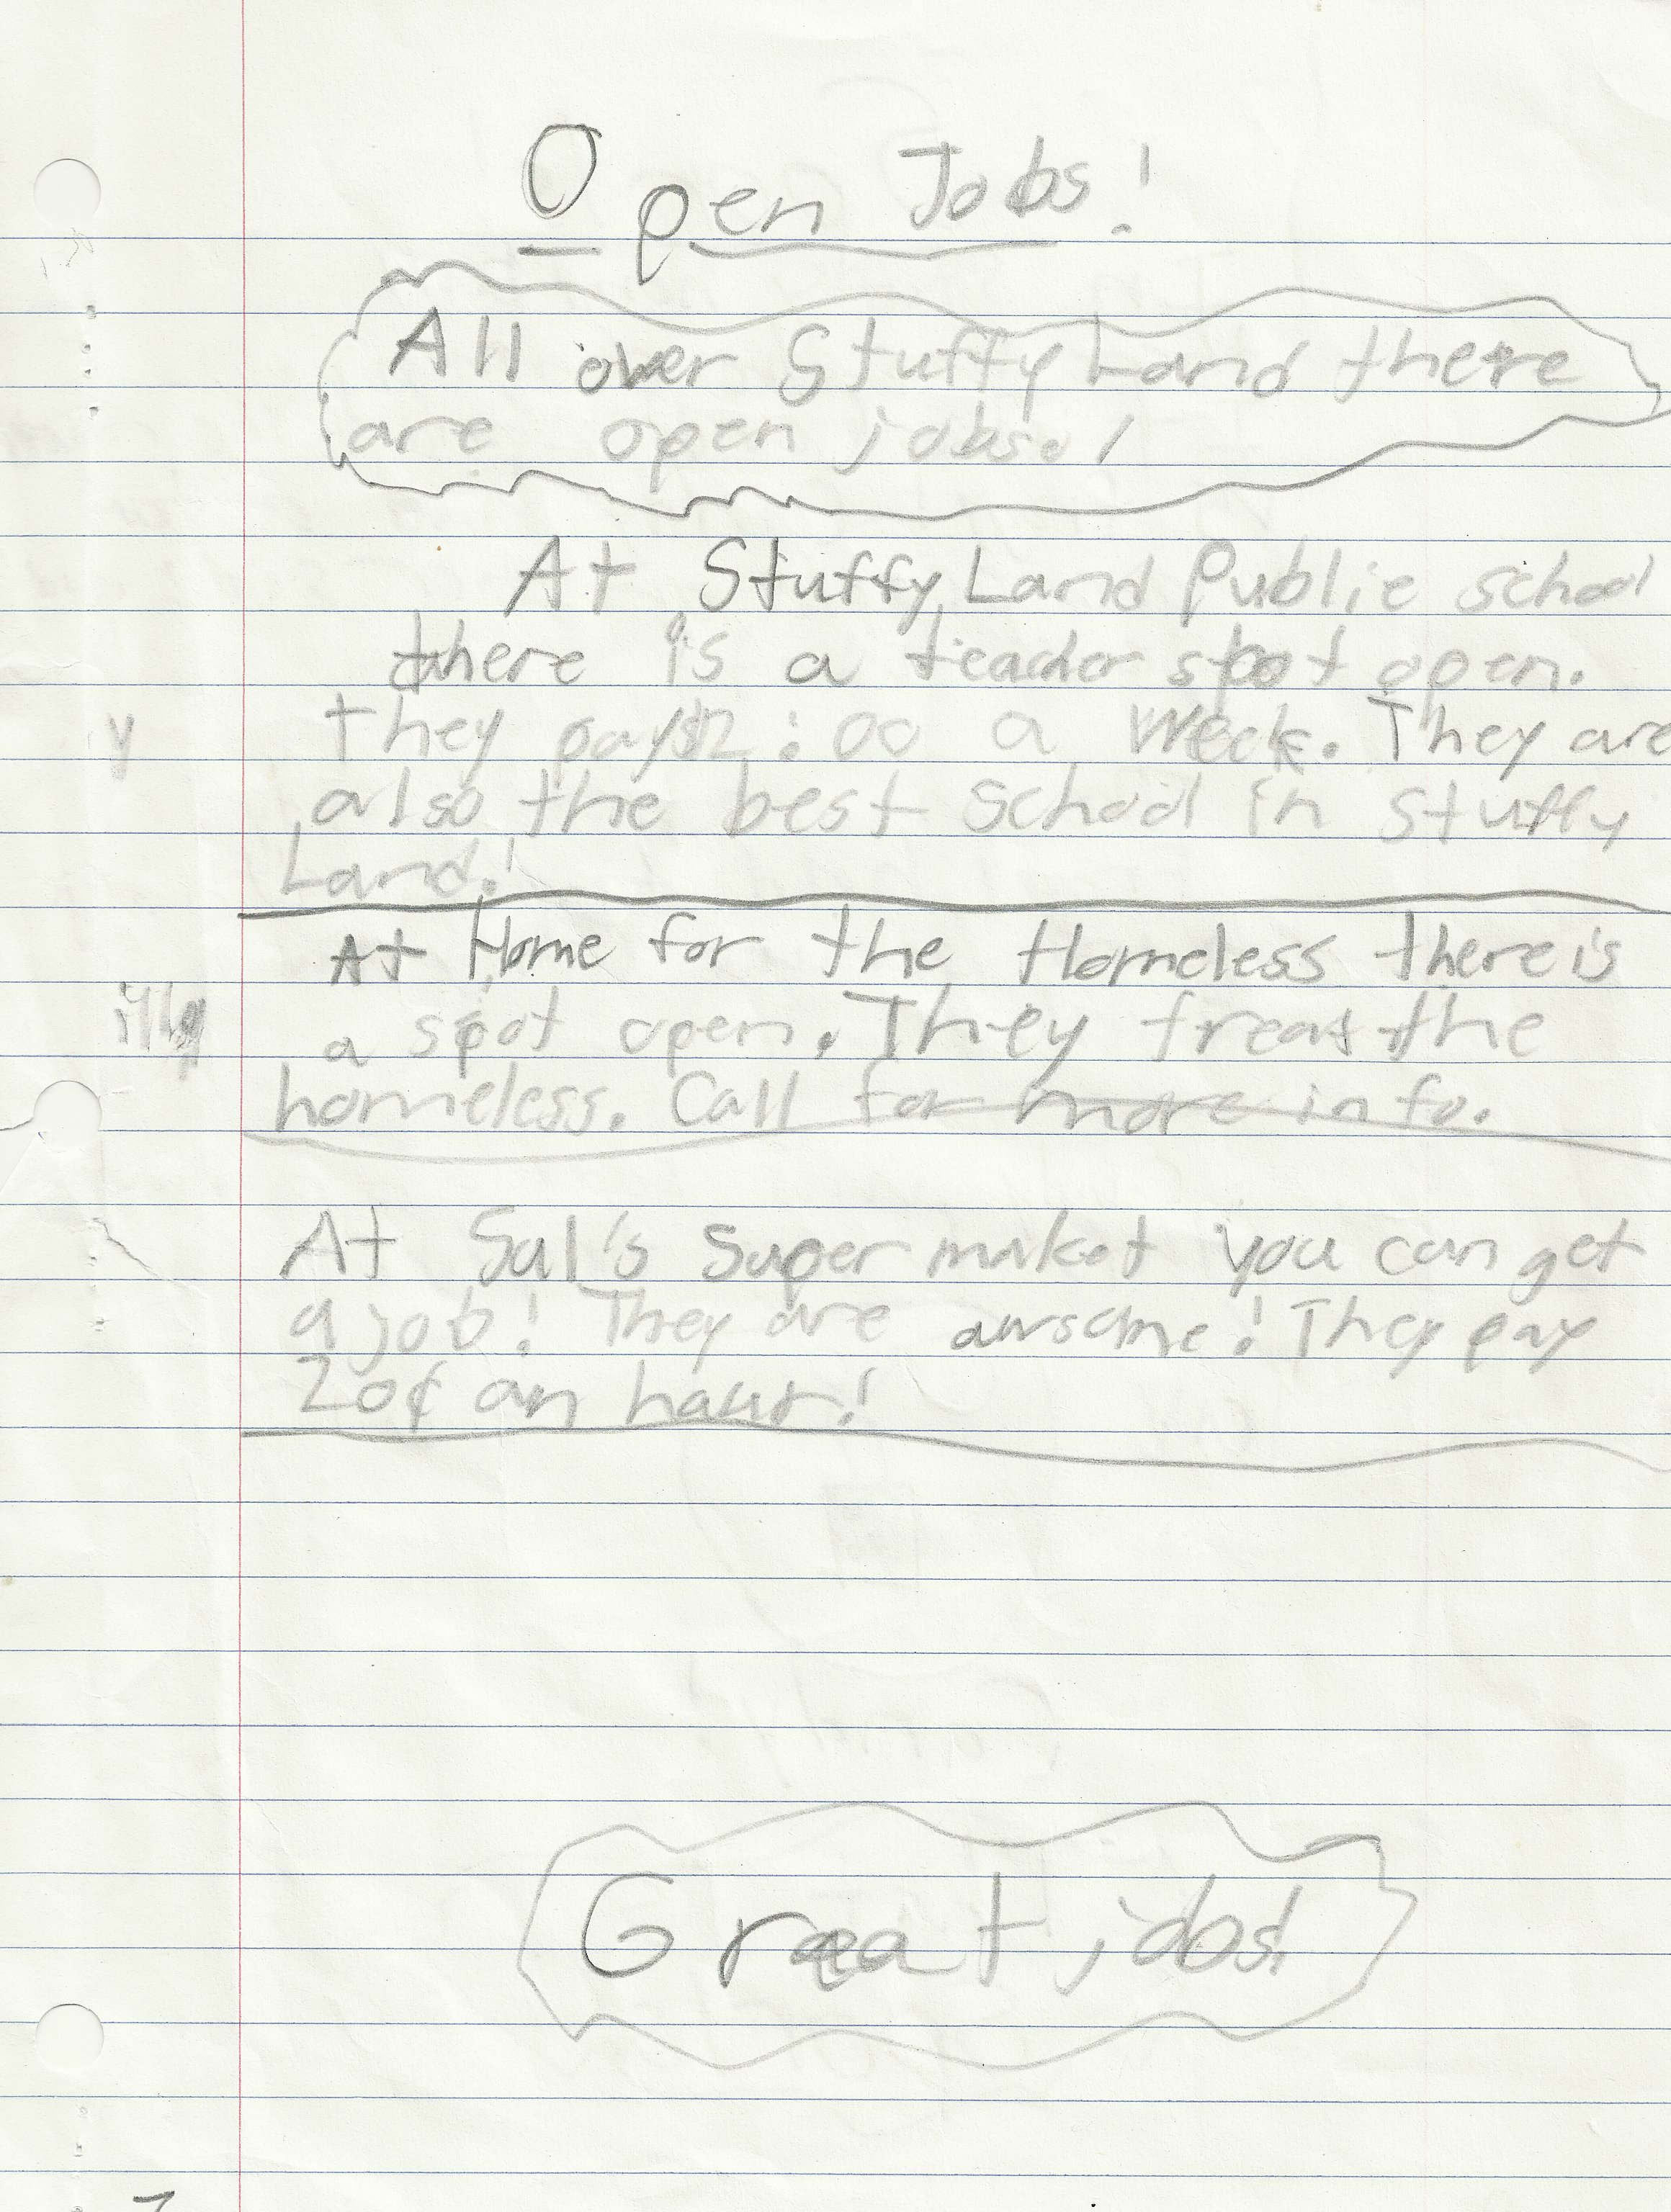 Open Jobs!
All over Stuffy Land there
are open jobs!
At Stuffy Land Public school
there is a teacher spot open.
they pay $2:00 a week. They are
also the best School in Stuffy
Land!
At Home for the Homeless there is
a spot open. They treat the
homeless. Call for more info.
At Sal's Super market you can get
a job! They are awsome! They pay
20¢ an hour!
Great jobs!